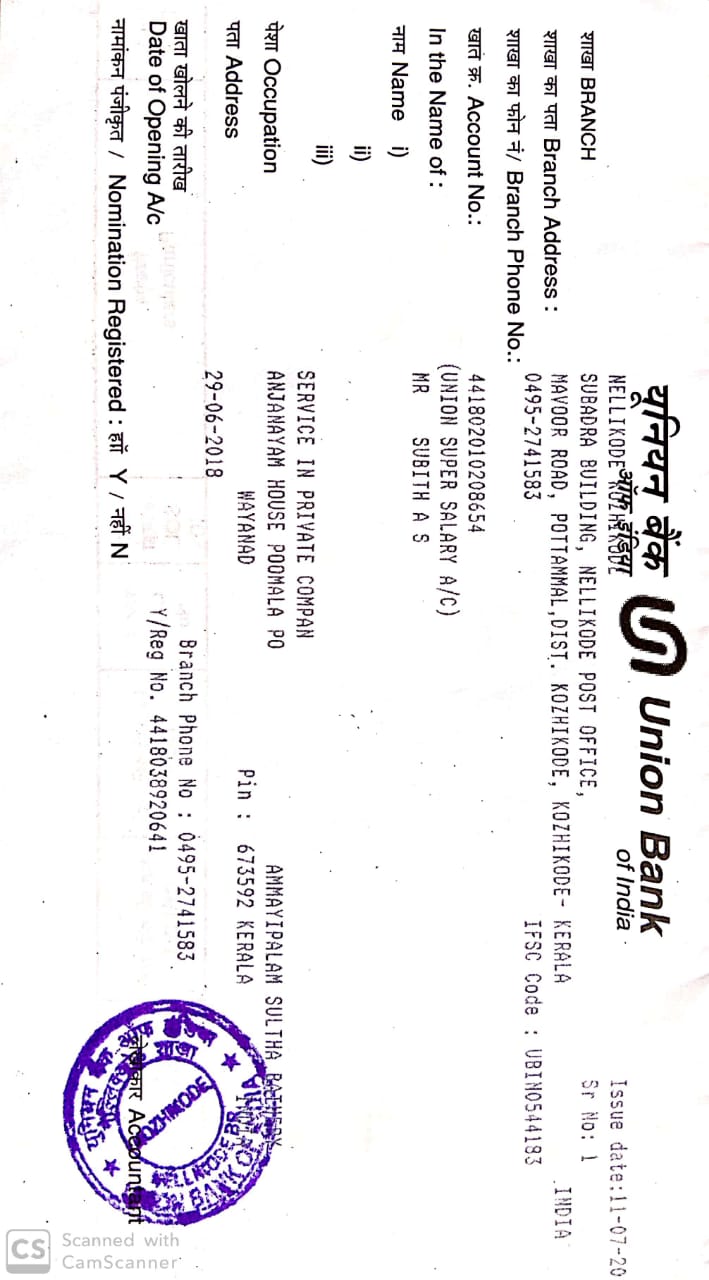 यूनियन बैंक
ऑफ इंडिया
Union Bank
of India
Issue date:11-07-20
शाखा BRANCH
NELLIKODE KOZHIKODE
Sr No: 1
शाखा का पता Branch Address :
SUBADRA BUILDING, NELLIKODE POST OFFICE,
MAVOOR ROAD, POTTAMMAL,DIST. KOZHIKODE, KOZHIKODE- KERALA INDIA
शाखा का फोन नं/ Branch Phone No.:
0495-2741583 IFSC Code : UBIN0544183
खाते क्र. Account No.:
441802010208654
(UNION SUPER SALARY A/C)
In the Name of :
नाम Name i) MR SUBITH A S
ii)
iii)
पेशा Occupation SERVICE IN PRIVATE COMPAN
पता Address ANJANAYAM HOUSE POOMALA PO AMMAYIPALAM SULTHA BATHERY
WAYANAD Pin : 673592 KERALA INDIA
खाता खोलने की तारीख
Date of Opening A/c 29-06-2018
Branch Phone No : 0495-2741583
नामांकन पंजीकृत / Nomination Registered : हाँ Y / नहीं N
Y/Reg No. 4418038920641
लेखाकार Accountant
यूनियन बैंक ऑफ इंडिया
शाखा
KOZHIKODE
NELLIKODE BR
BANK OF INDIA
CS
Scanned with
CamScanner